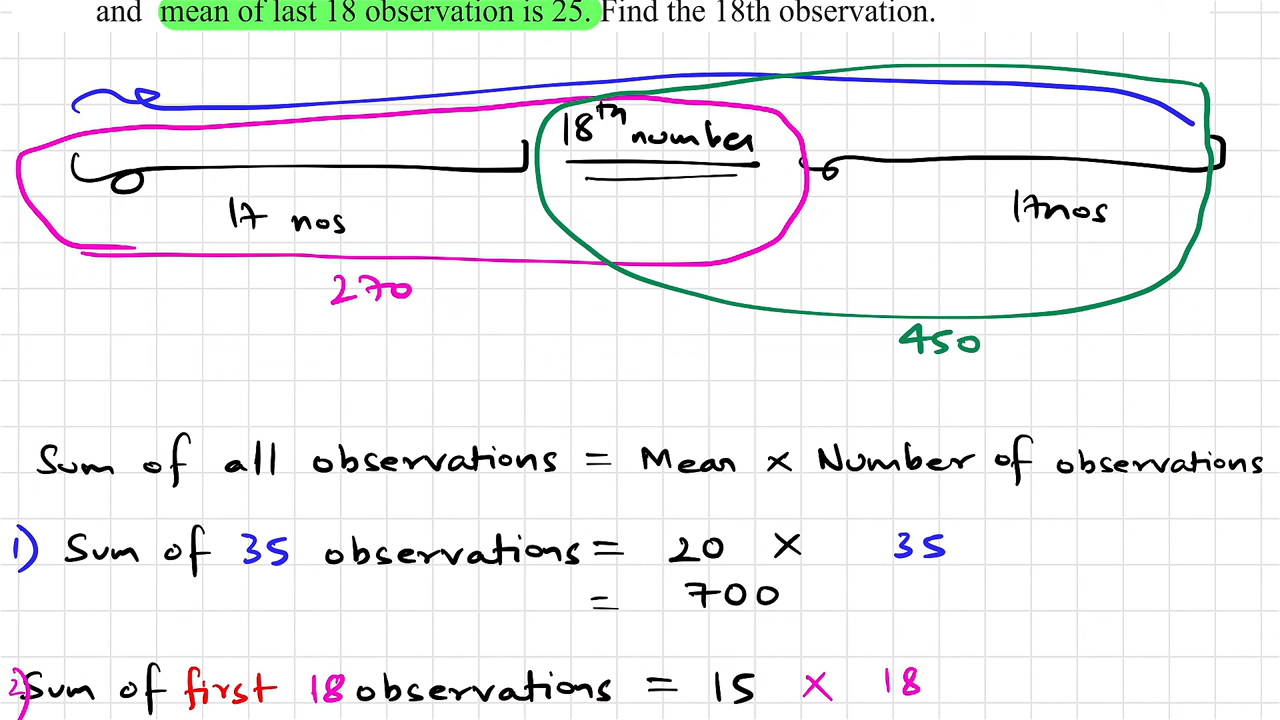 and mean of last 18 observation is 25. Find the 18th observation.
18th number
17 nos
17nos
270
450
Sum of all observations = Mean × Number of observations
1) Sum of 35 observations = 20 × 35
= 700
2) Sum of first 18 observations = 15 × 18